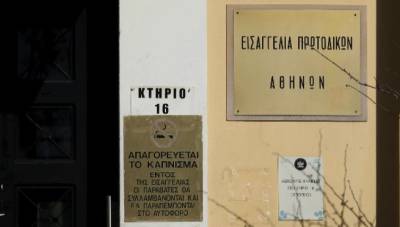 ΚΤΗΡΙΟ
16
ΑΠΑΓΟΡΕΥΕΤΑΙ
ΤΟ ΚΑΠΝΙΣΜΑ
ΕΝΤΟΣ
ΤΗΣ ΕΙΣΑΓΓΕΛΙΑΣ
ΟΙ ΠΑΡΑΒΑΤΕΣ ΘΑ
ΣΥΛΛΑΜΒΑΝΟΝΤΑΙ ΚΑΙ
ΘΑ ΠΑΡΑΠΕΜΠΟΝΤΑΙ
ΣΤΟ ΑΥΤΟΦΩΡΟ
ΕΙΣΑΓΓΕΛΙΑ ΠΡΩΤΟΔΙΚΩΝ
ΑΘΗΝΩΝ